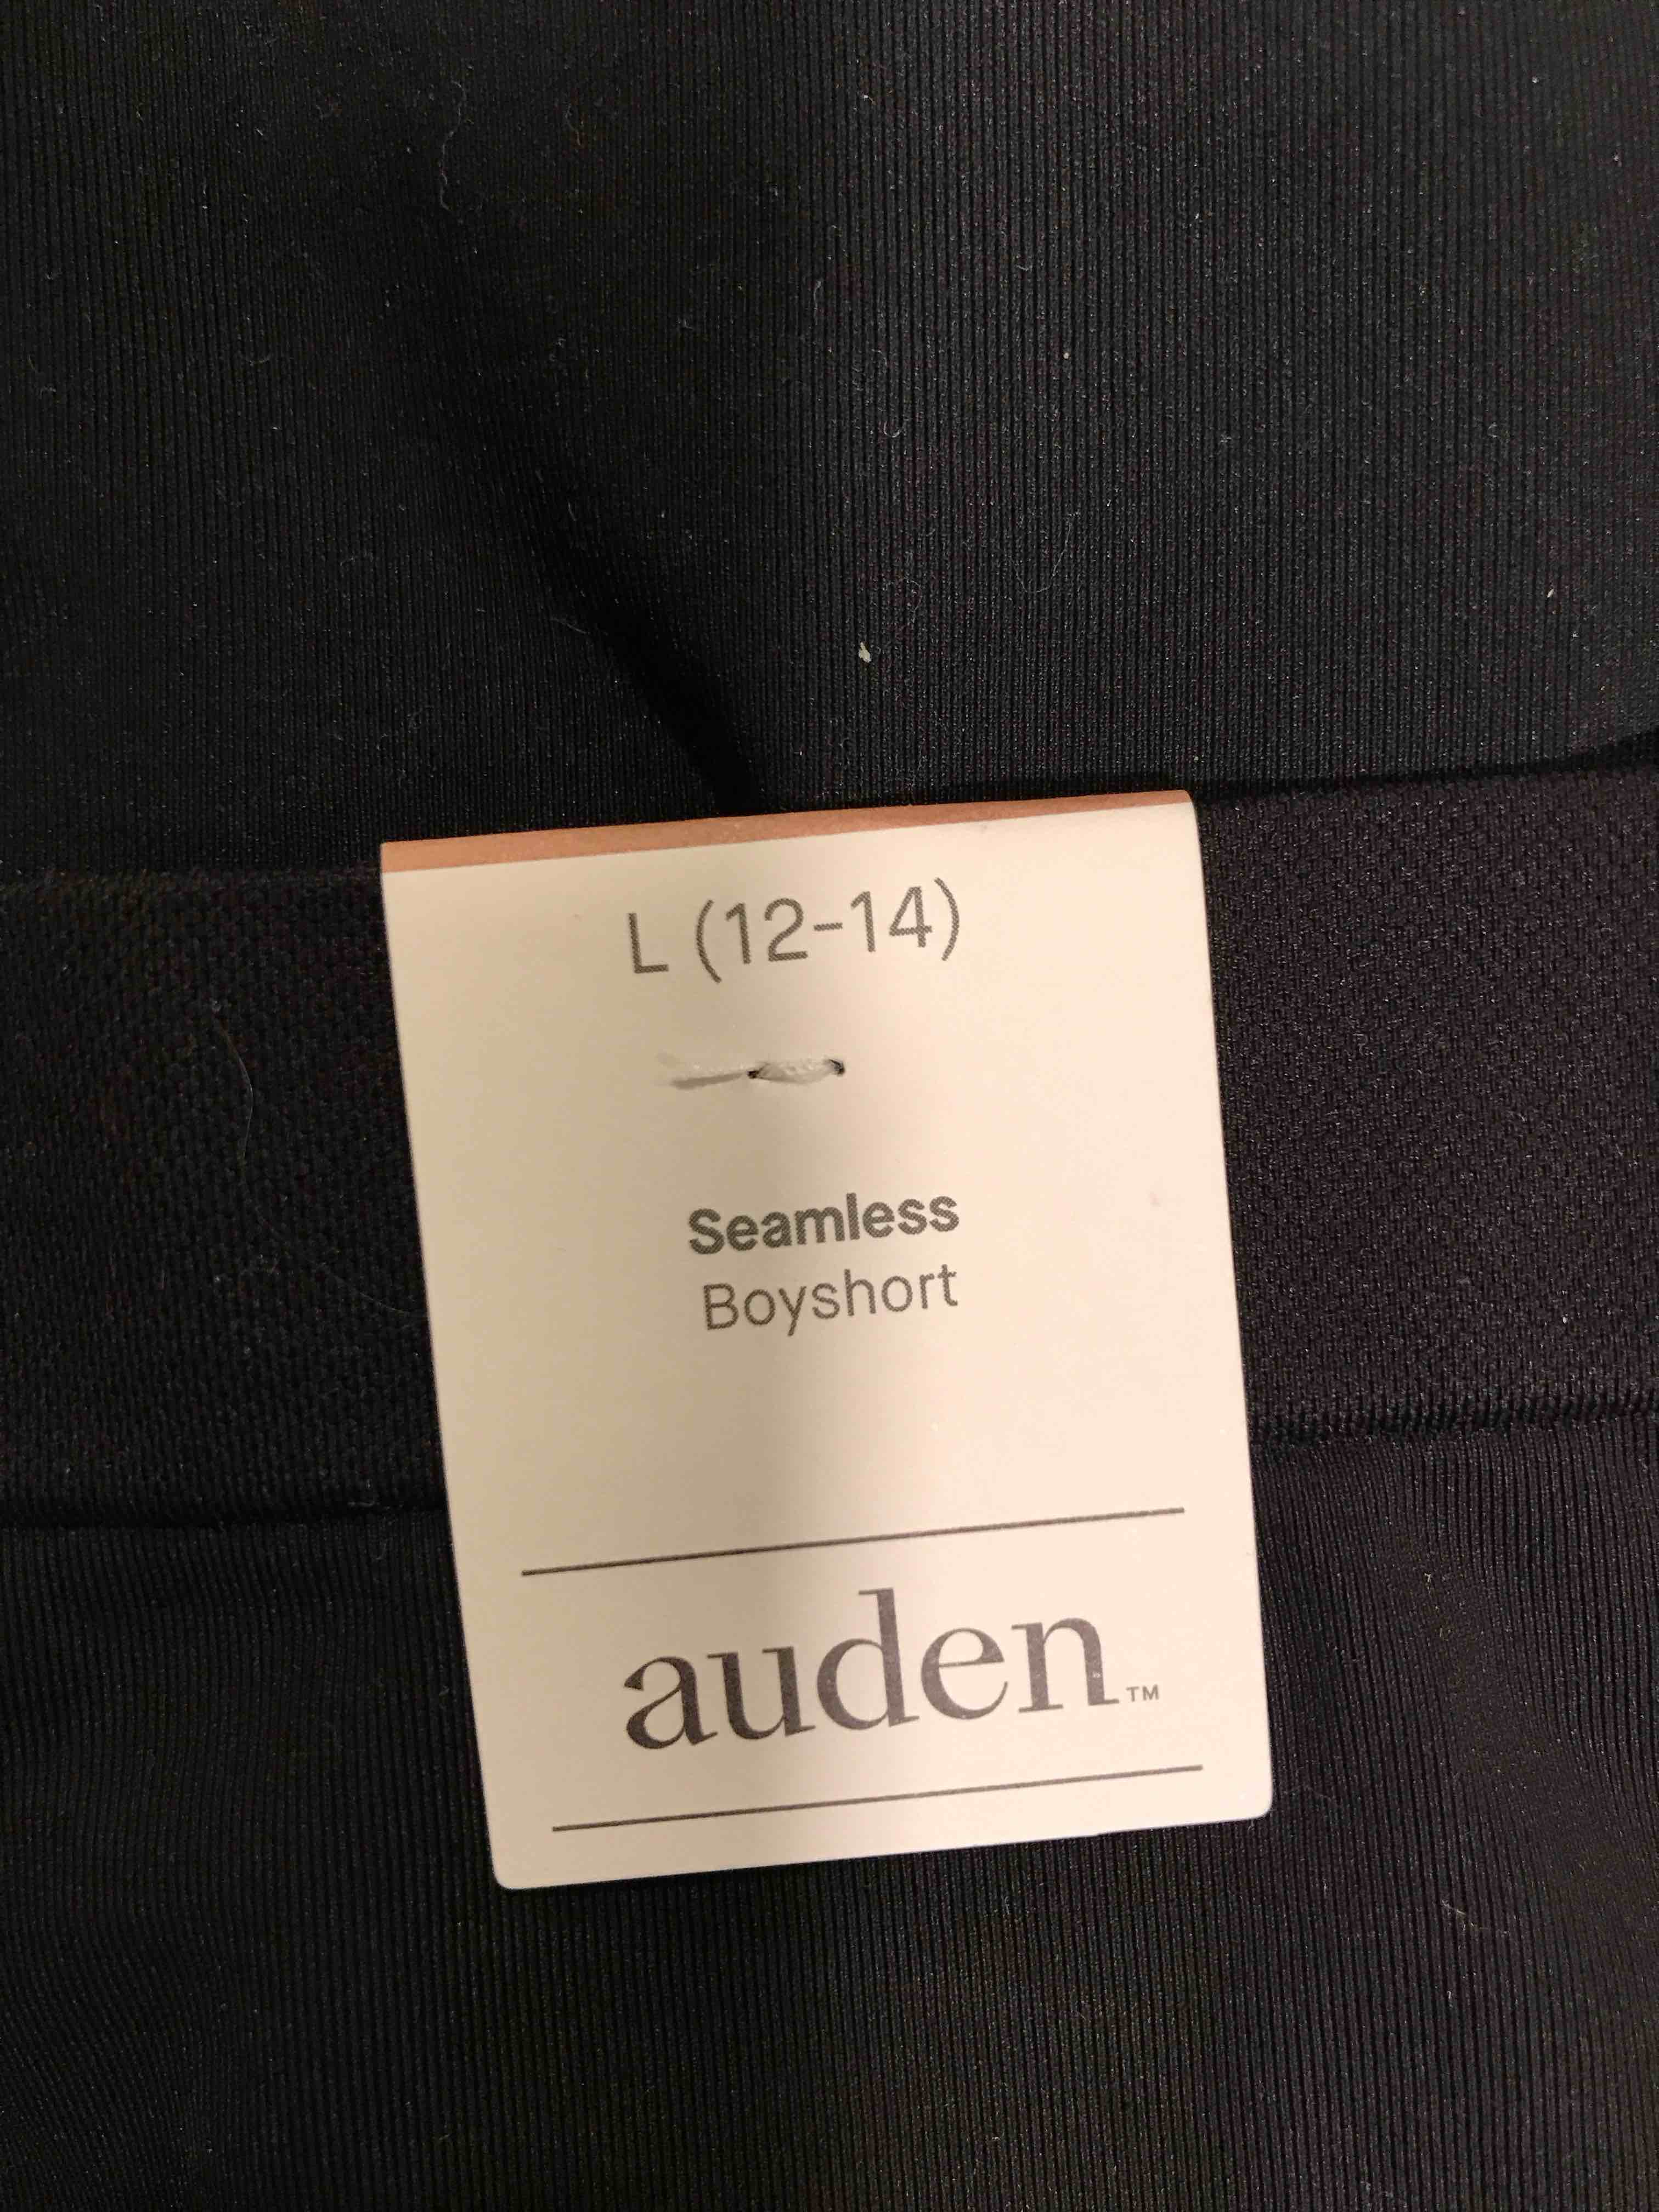 L (12-14)
Seamless
Boyshort
auden™